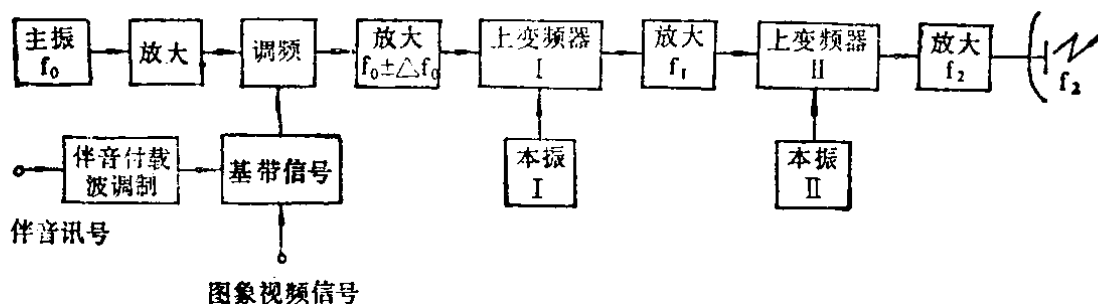 主振
f₀
放大
调频
放大
f₀±△f₀
上变频器
I
放大
f₁
上变频器
II
放大
f₂
f₂
伴音付载
波调制
基带信号
本振
I
本振
II
伴音讯号
图象视频信号